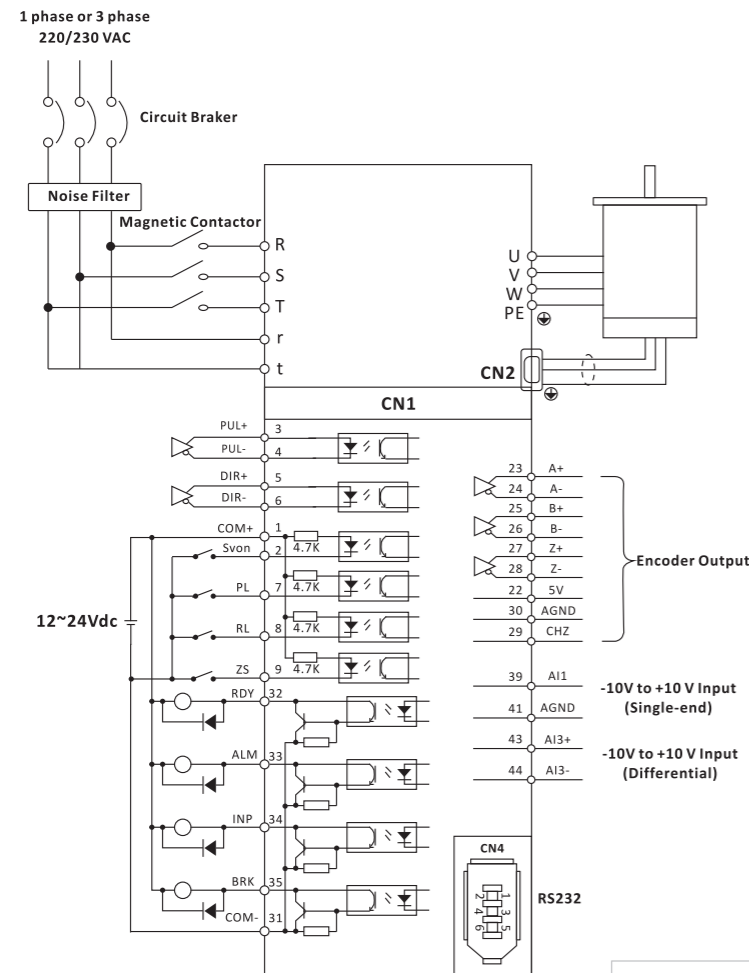 1 phase or 3 phase
220/230 VAC
Circuit Braker
Noise Filter
Magnetic Contactor
R
S
T
r
t
U
V
W
PE
CN2
CN1
PUL+ 3
PUL- 4
DIR+ 5
DIR- 6
COM+ 1
Svon 2 4.7K
PL 7 4.7K
RL 8 4.7K
ZS 9 4.7K
12~24Vdc
RDY 32
ALM 33
INP 34
BRK 35
COM- 31
23 A+
24 A-
25 B+
26 B-
27 Z+
28 Z-
22 5V
30 AGND
29 CHZ
Encoder Output
39 AI1
41 AGND
-10V to +10 V Input
(Single-end)
43 AI3+
44 AI3-
-10V to +10 V Input
(Differential)
CN4
1
2
3
4
5
6
RS232